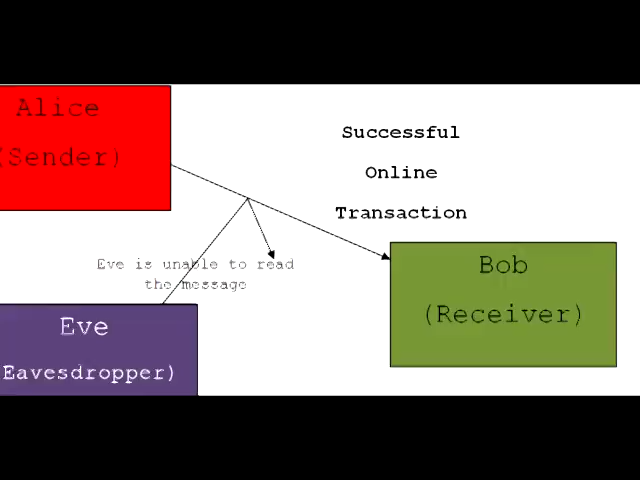 Alice
(Sender)
Successful
Online
Transaction
Eve is unable to read
the message
Bob
(Receiver)
Eve
Eavesdropper)